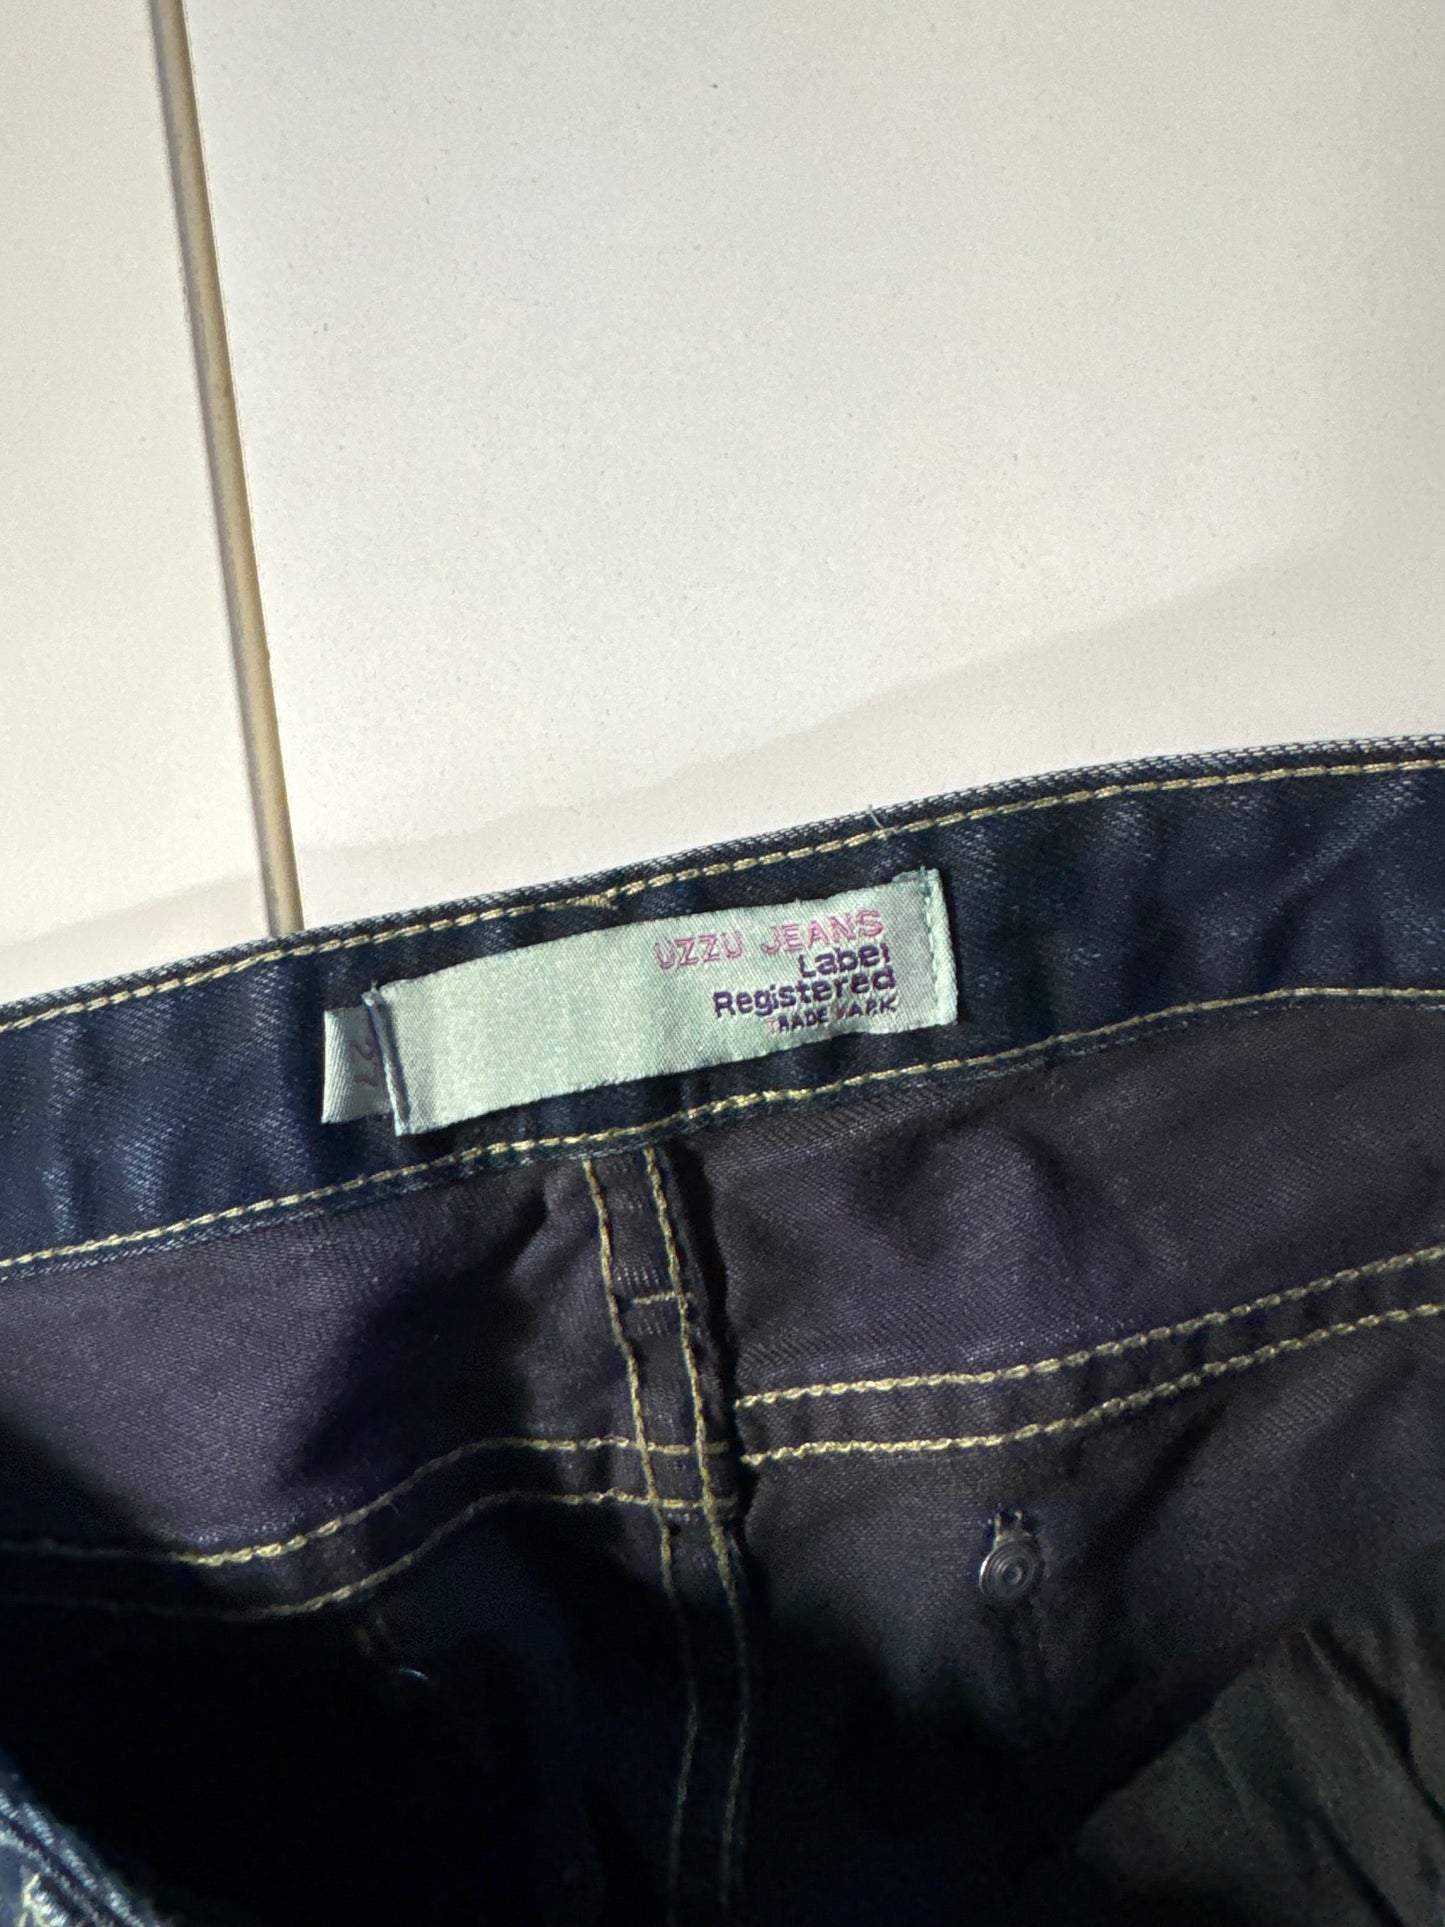 UZZU JEANS
Label
Registered
TRADE MARK